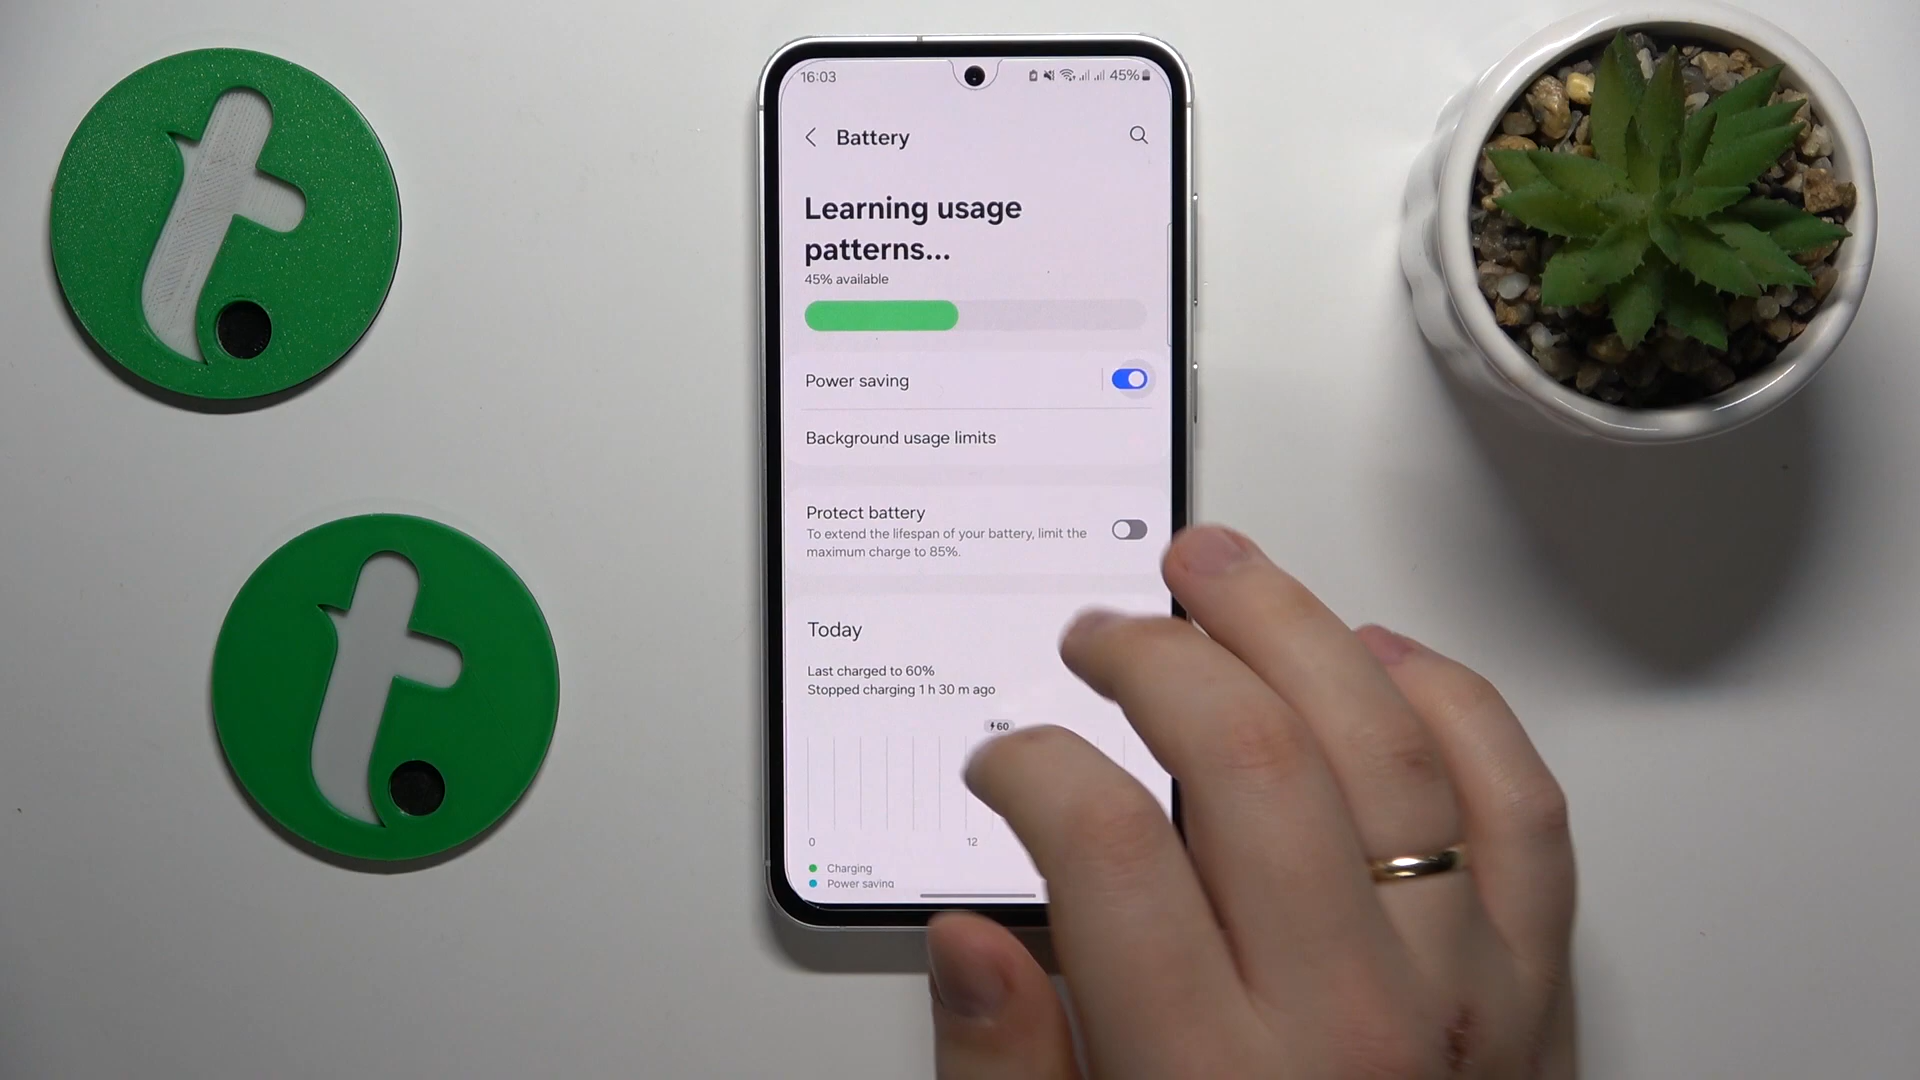 16:03
45%
Battery
Learning usage
patterns...
45% available
Power saving
Background usage limits
Protect battery
To extend the lifespan of your battery, limit the
maximum charge to 85%.
Today
Last charged to 60%
Stopped charging 1 h 30 m ago
60
0
12
Charging
Power saving
t
t